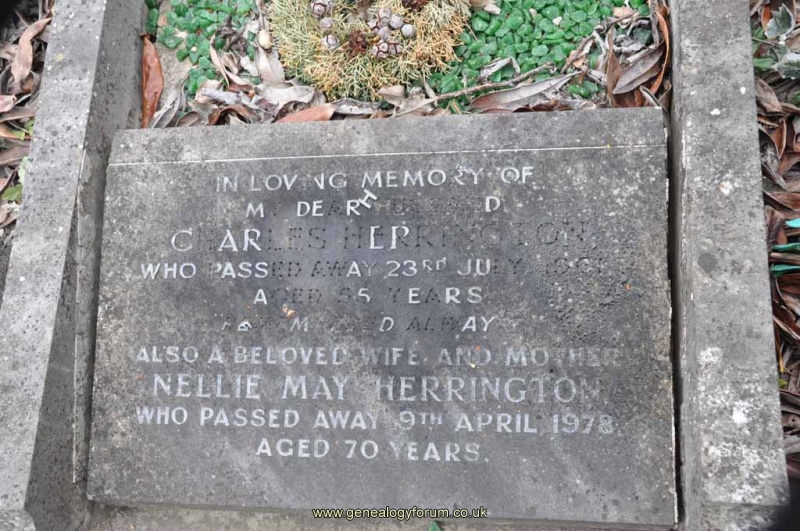 IN LOVING MEMORY OF
MY DEAR HUSBAND
CHARLES HERRINGTON
WHO PASSED AWAY 23RD JULY
AGED YEARS
ALWAYS
ALSO A BELOVED WIFE AND MOTHER
NELLIE MAY HERRINGTON
WHO PASSED AWAY 9TH APRIL 1978
AGED 70 YEARS.
www.genealogyforum.co.uk